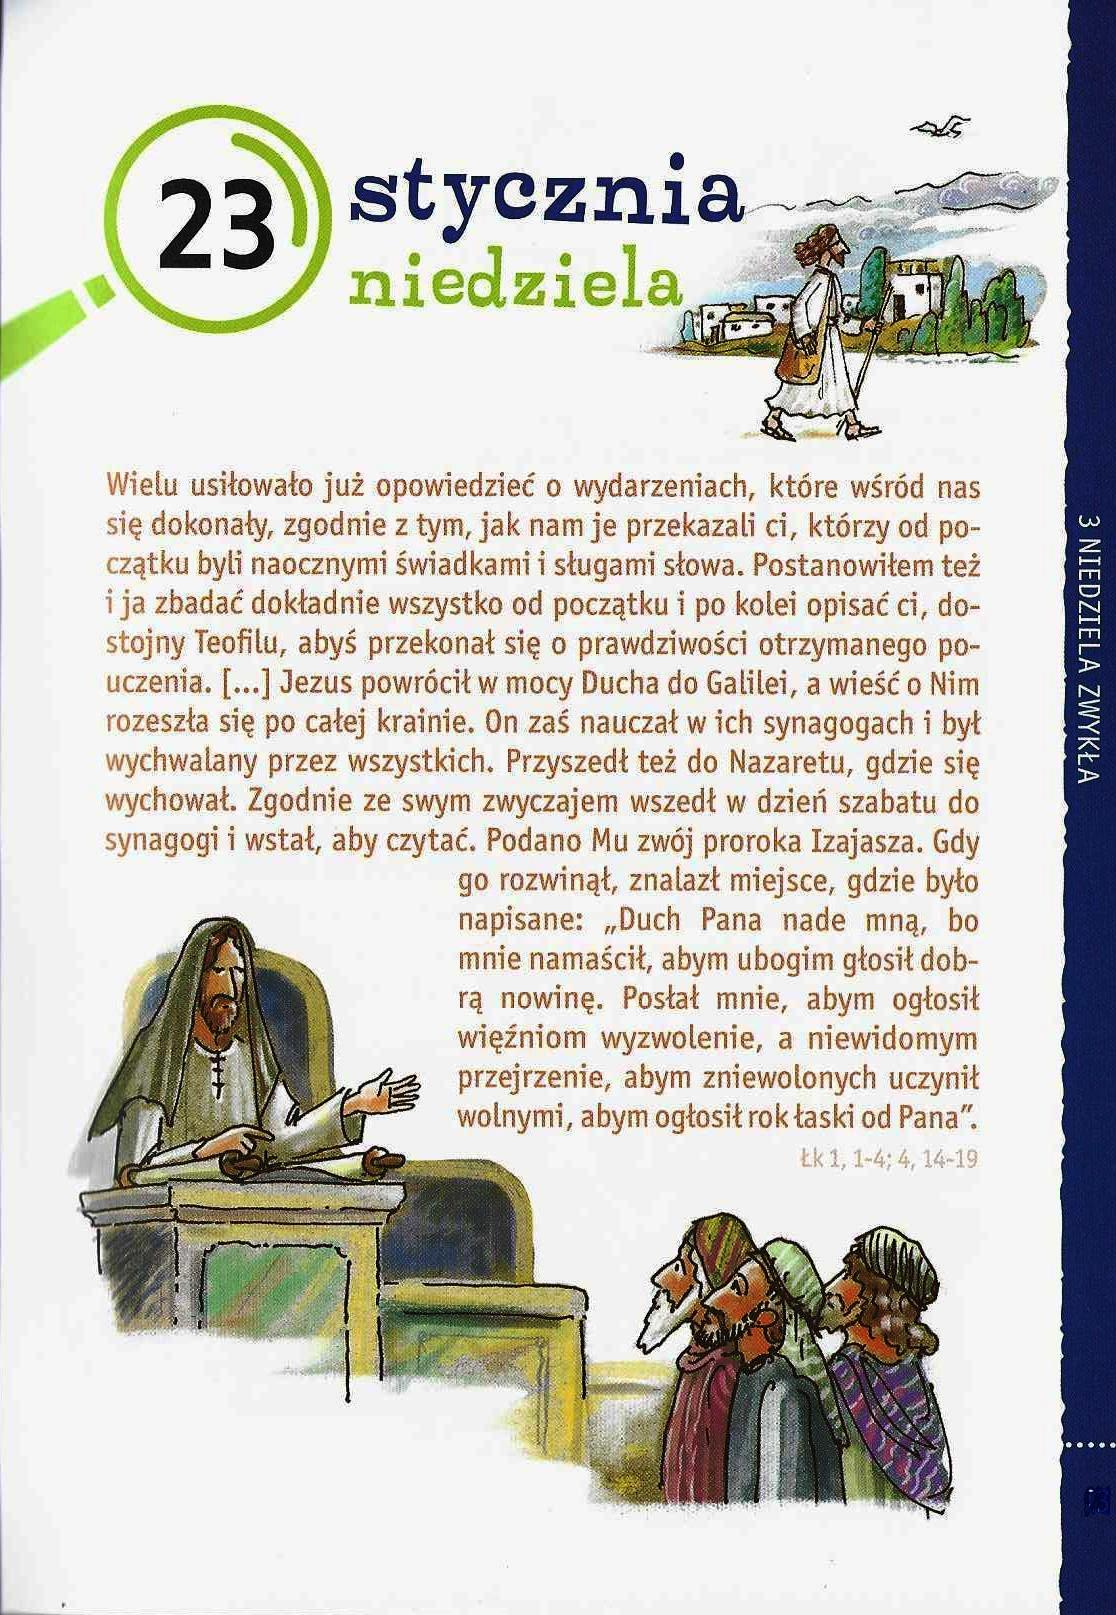 23
stycznia
niedziela
Wielu usiłowało już opowiedzieć o wydarzeniach, które wśród nas
się dokonały, zgodnie z tym, jak nam je przekazali ci, którzy od po-
czątku byli naocznymi świadkami i sługami słowa. Postanowiłem też
i ja zbadać dokładnie wszystko od początku i po kolei opisać ci, do-
stojny Teofilu, abyś przekonał się o prawdziwości otrzymanego po-
uczenia. [...] Jezus powrócił w mocy Ducha do Galilei, a wieść o Nim
rozeszła się po całej krainie. On zaś nauczał w ich synagogach i był
wychwalany przez wszystkich. Przyszedł też do Nazaretu, gdzie się
wychował. Zgodnie ze swym zwyczajem wszedł w dzień szabatu do
synagogi i wstał, aby czytać. Podano Mu zwój proroka Izajasza. Gdy
go rozwinął, znalazł miejsce, gdzie było
napisane: „Duch Pana nade mną, bo
mnie namaścił, abym ubogim głosił dob-
rą nowinę. Posłał mnie, abym ogłosił
więźniom wyzwolenie, a niewidomym
przejrzenie, abym zniewolonych uczynił
wolnymi, abym ogłosił rok łaski od Pana”.
Łk 1, 1-4; 4, 14-19
3 NIEDZIELA ZWYKŁA